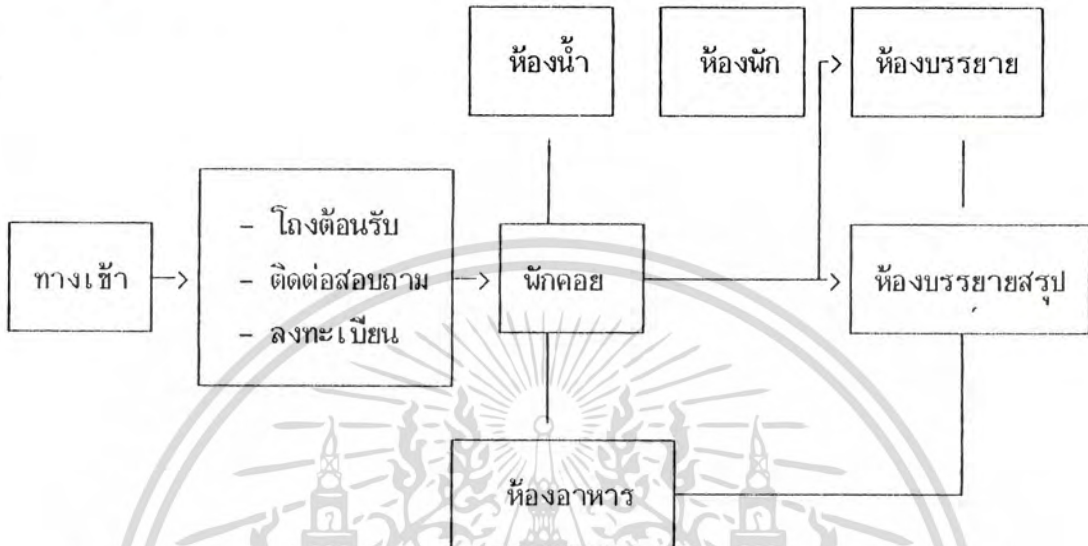 ห้องน้ำ
ห้องพัก
ห้องบรรยาย
ทางเข้า
- โถงต้อนรับ
- ติดต่อสอบถาม
- ลงทะเบียน
พักคอย
ห้องบรรยายสรุป
ห้องอาหาร